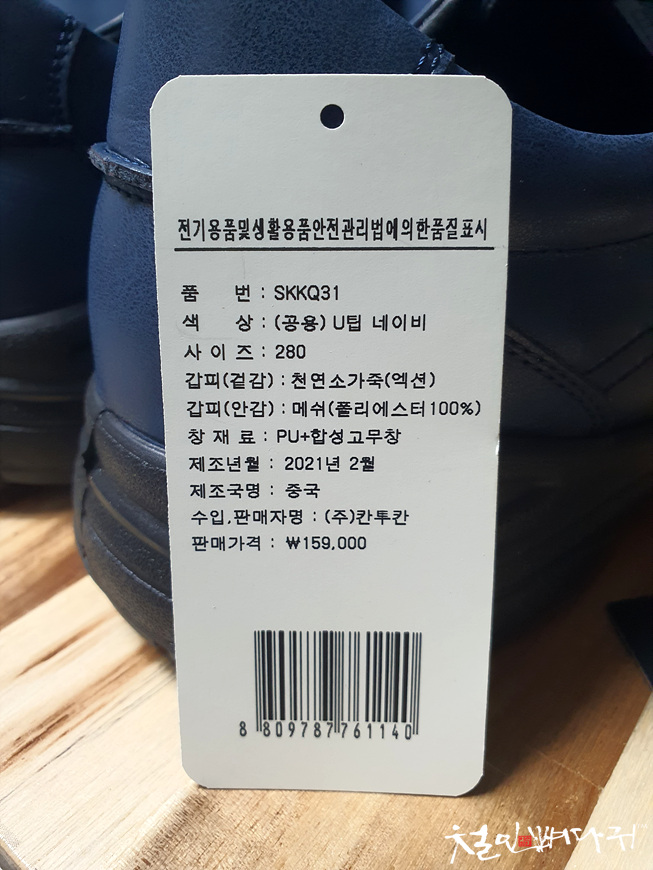 전기용품및생활용품안전관리법에의한품질표시
품 번 : SKKQ31
색 상 : (공용) U팁 네이비
사 이 즈 : 280
갑피(겉감) : 천연소가죽(엑션)
갑피(안감) : 메쉬(폴리에스터100%)
창 재 료 : PU+합성고무창
제조년월 : 2021년 2월
제조국명 : 중국
수입,판매자명 : (주)칸투칸
판매가격 : ₩159,000
8 809787 761140
철인뼈다귀